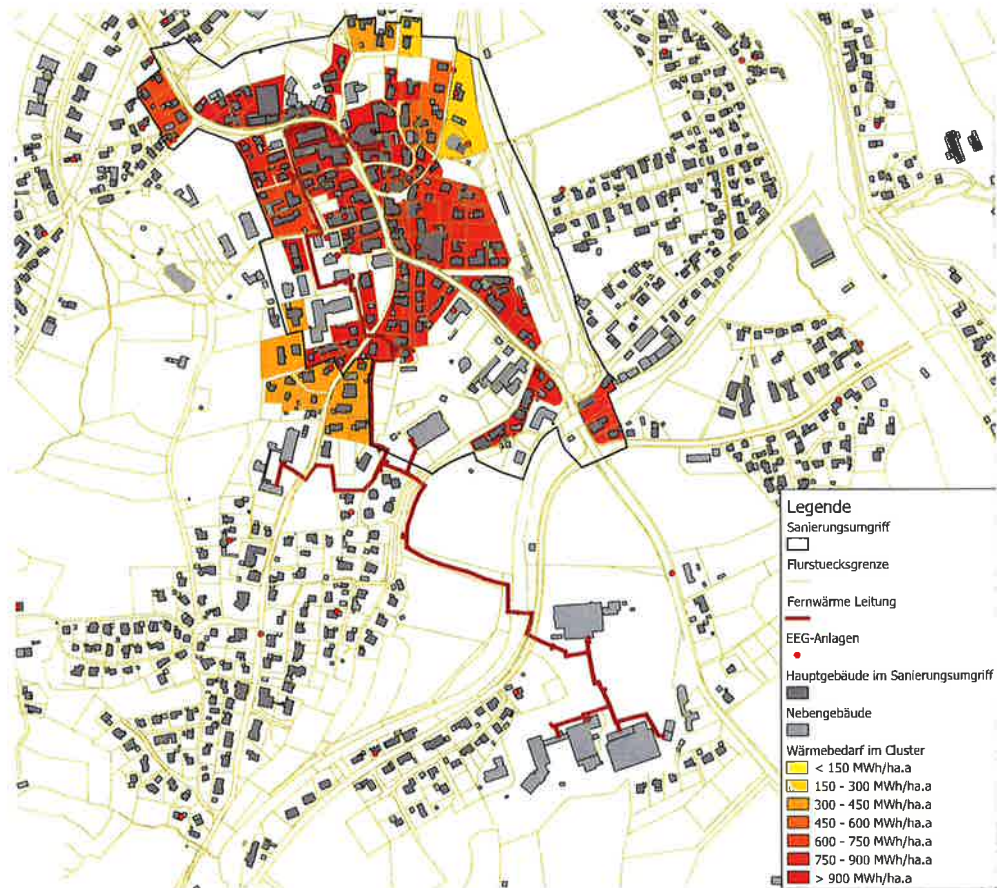 Legende
Sanierungsumgriff
Flurstuecksgrenze
Fernwärme Leitung
EEG-Anlagen
Hauptgebäude im Sanierungsumgriff
Nebengebäude
Wärmebedarf im Cluster
< 150 MWh/ha.a
150 - 300 MWh/ha.a
300 - 450 MWh/ha.a
450 - 600 MWh/ha.a
600 - 750 MWh/ha.a
750 - 900 MWh/ha.a
> 900 MWh/ha.a